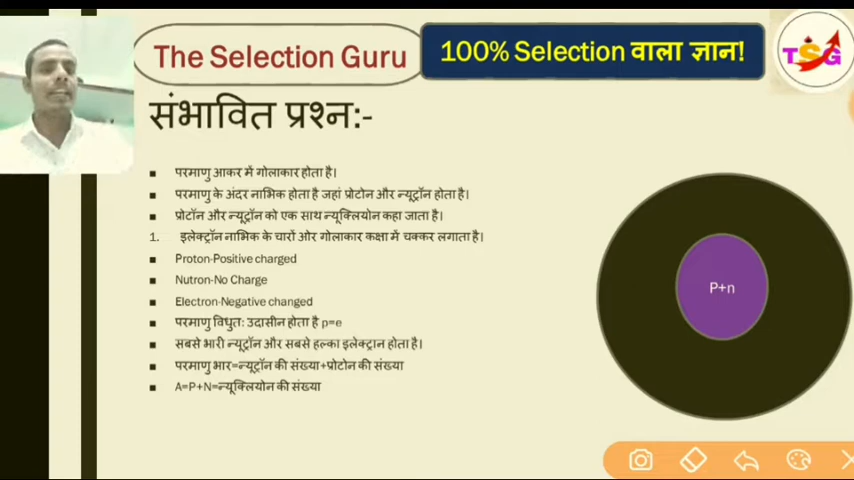 The Selection Guru
100% Selection वाला ज्ञान!
TSG
संभावित प्रश्न:-
▪ परमाणु आकर में गोलाकार होता है।
▪ परमाणु के अंदर नाभिक होता है जहां प्रोटोन और न्यूट्रॉन होता है।
▪ प्रोटॉन और न्यूट्रॉन को एक साथ न्यूक्लियोन कहा जाता है।
1. इलेक्ट्रॉन नाभिक के चारों ओर गोलाकार कक्षा में चक्कर लगाता है।
▪ Proton-Positive charged
▪ Nutron-No Charge
▪ Electron-Negative changed
▪ परमाणु विधुतः उदासीन होता है p=e
▪ सबसे भारी न्यूट्रॉन और सबसे हल्का इलेक्ट्रान होता है।
▪ परमाणु भार=न्यूट्रॉन की संख्या+प्रोटोन की संख्या
▪ A=P+N=न्यूक्लियोन की संख्या
P+n